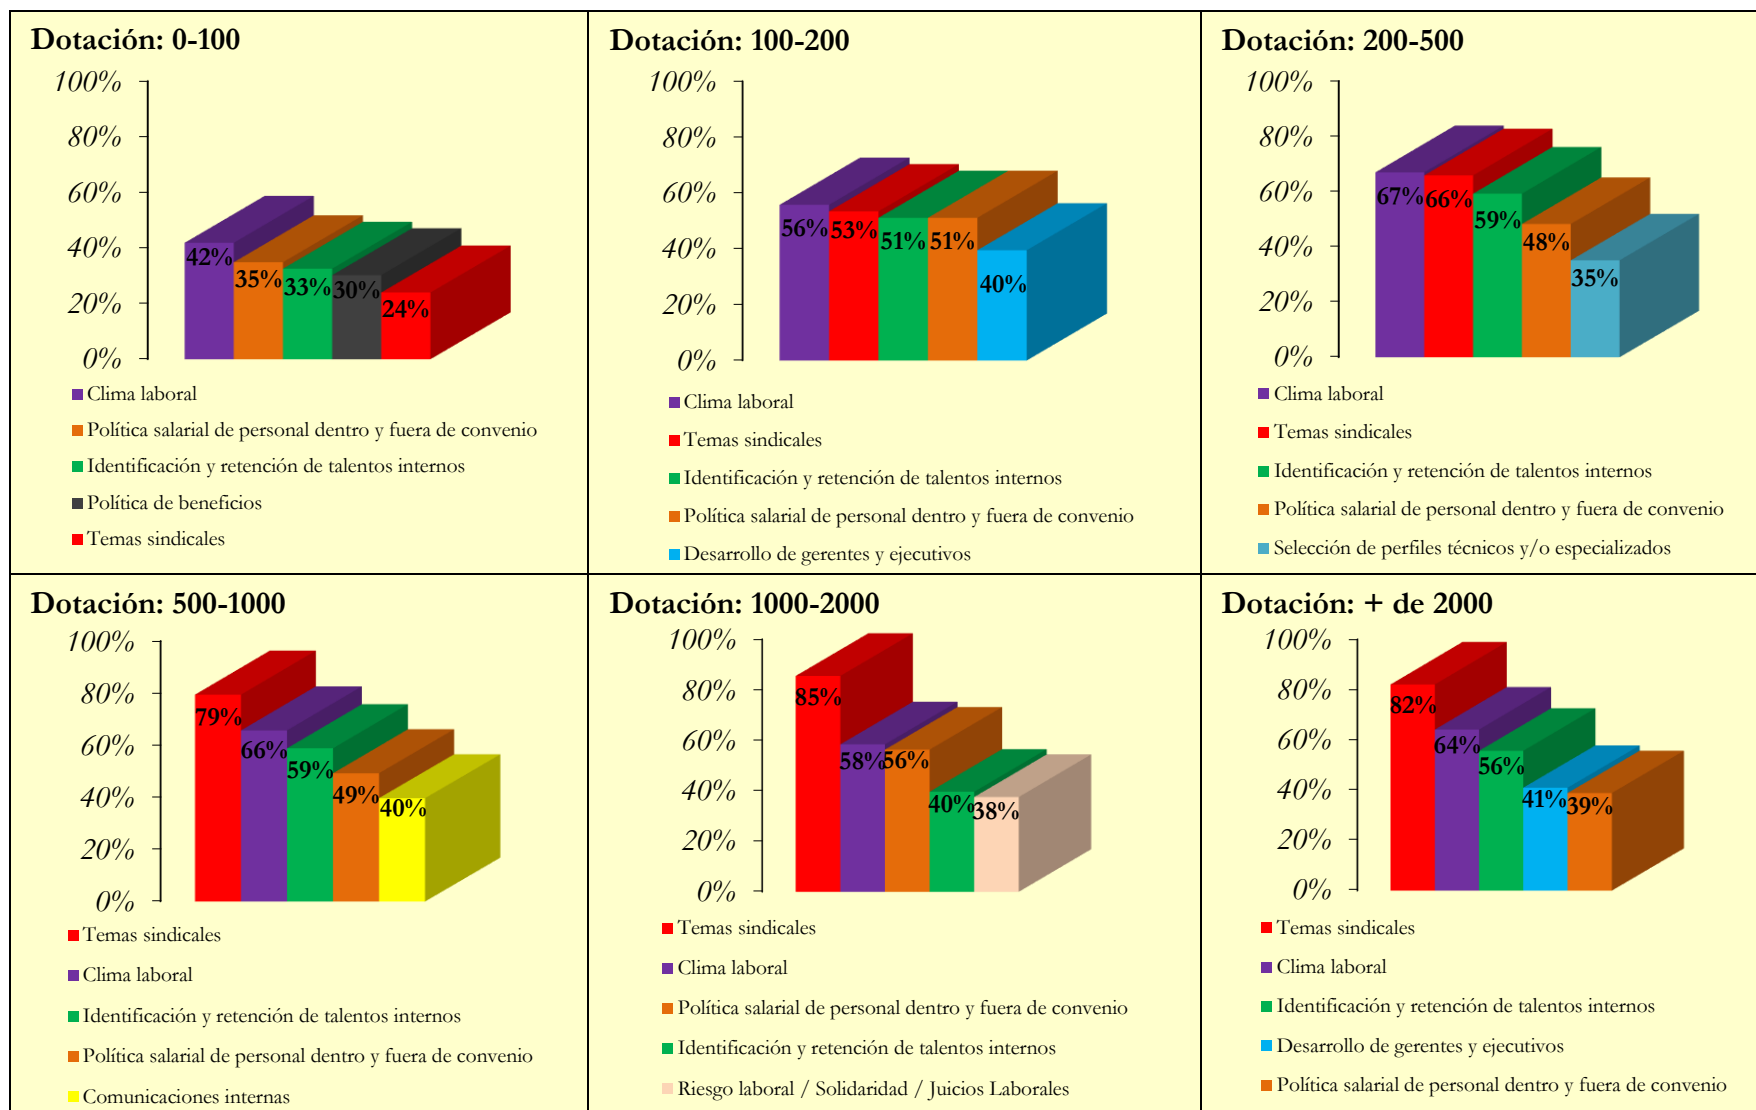 Dotación: 0-100
100%
80%
60%
40%
20%
0%
42%
35%
33%
30%
24%
Clima laboral
Política salarial de personal dentro y fuera de convenio
Identificación y retención de talentos internos
Política de beneficios
Temas sindicales
Dotación: 100-200
100%
80%
60%
40%
20%
0%
56%
53%
51%
51%
40%
Clima laboral
Temas sindicales
Identificación y retención de talentos internos
Política salarial de personal dentro y fuera de convenio
Desarrollo de gerentes y ejecutivos
Dotación: 200-500
100%
80%
60%
40%
20%
0%
67%
66%
59%
48%
35%
Clima laboral
Temas sindicales
Identificación y retención de talentos internos
Política salarial de personal dentro y fuera de convenio
Selección de perfiles técnicos y/o especializados
Dotación: 500-1000
100%
80%
60%
40%
20%
0%
79%
66%
59%
49%
40%
Temas sindicales
Clima laboral
Identificación y retención de talentos internos
Política salarial de personal dentro y fuera de convenio
Comunicaciones internas
Dotación: 1000-2000
100%
80%
60%
40%
20%
0%
85%
58%
56%
40%
38%
Temas sindicales
Clima laboral
Política salarial de personal dentro y fuera de convenio
Identificación y retención de talentos internos
Riesgo laboral / Solidaridad / Juicios Laborales
Dotación: + de 2000
100%
80%
60%
40%
20%
0%
82%
64%
56%
41%
39%
Temas sindicales
Clima laboral
Identificación y retención de talentos internos
Desarrollo de gerentes y ejecutivos
Política salarial de personal dentro y fuera de convenio